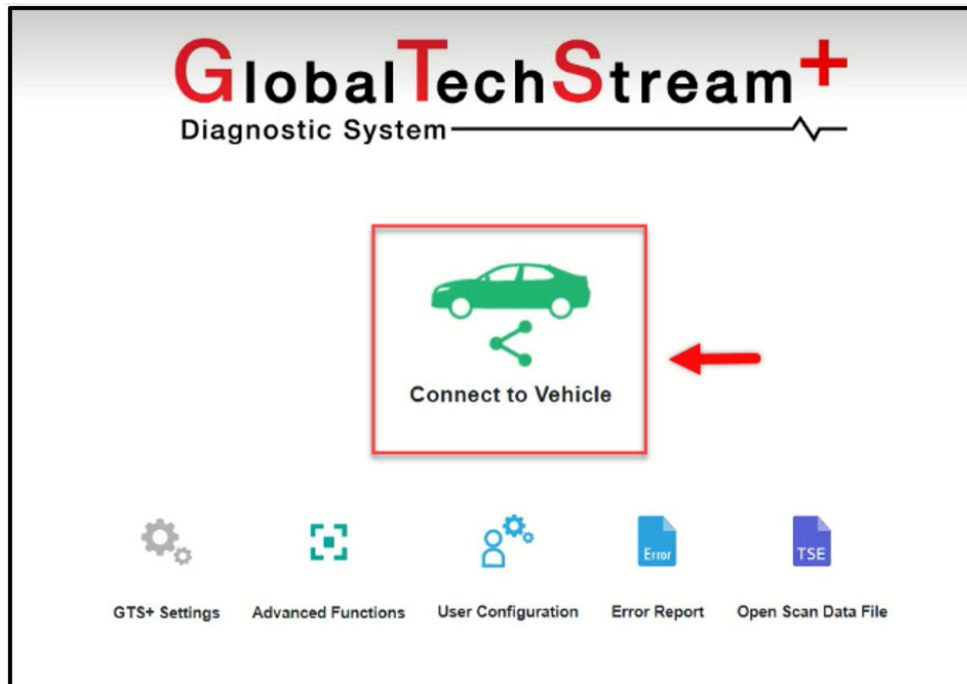 GlobalTechStream+
Diagnostic System
Connect to Vehicle
Error
TSE
GTS+ Settings
Advanced Functions
User Configuration
Error Report
Open Scan Data File